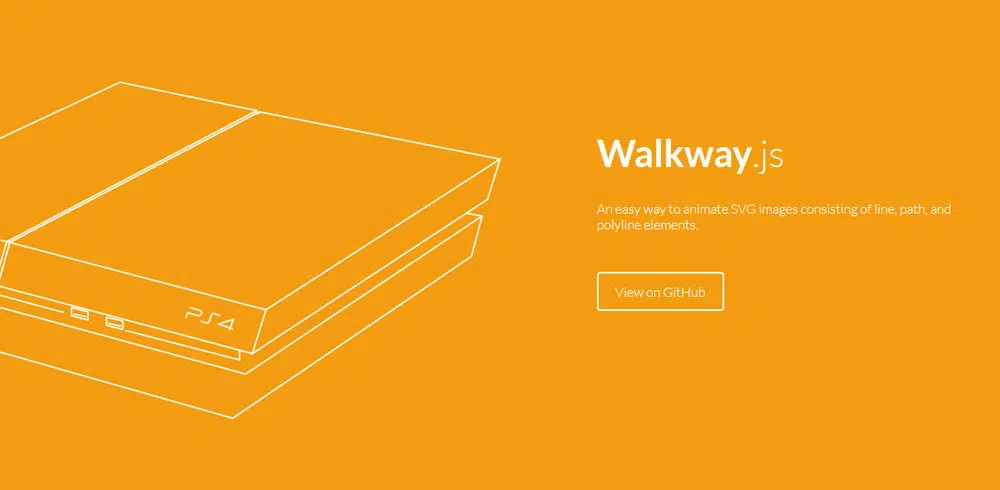 Walkway.js
An easy way to animate SVG images consisting of line, path, and
polyline elements.
View on GitHub
PS4